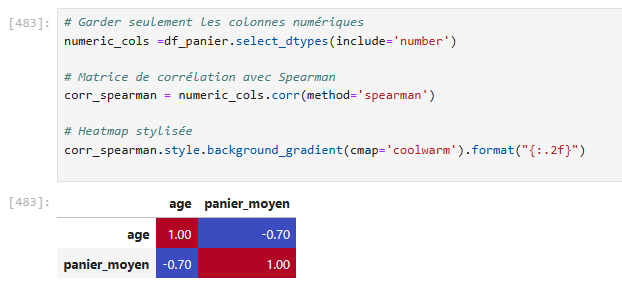 [483]: # Garder seulement les colonnes numériques
numeric_cols =df_panier.select_dtypes(include='number')
# Matrice de corrélation avec Spearman
corr_spearman = numeric_cols.corr(method='spearman')
# Heatmap stylisée
corr_spearman.style.background_gradient(cmap='coolwarm').format("{:.2f}")
[483]:
age panier_moyen
age 1.00 -0.70
panier_moyen -0.70 1.00